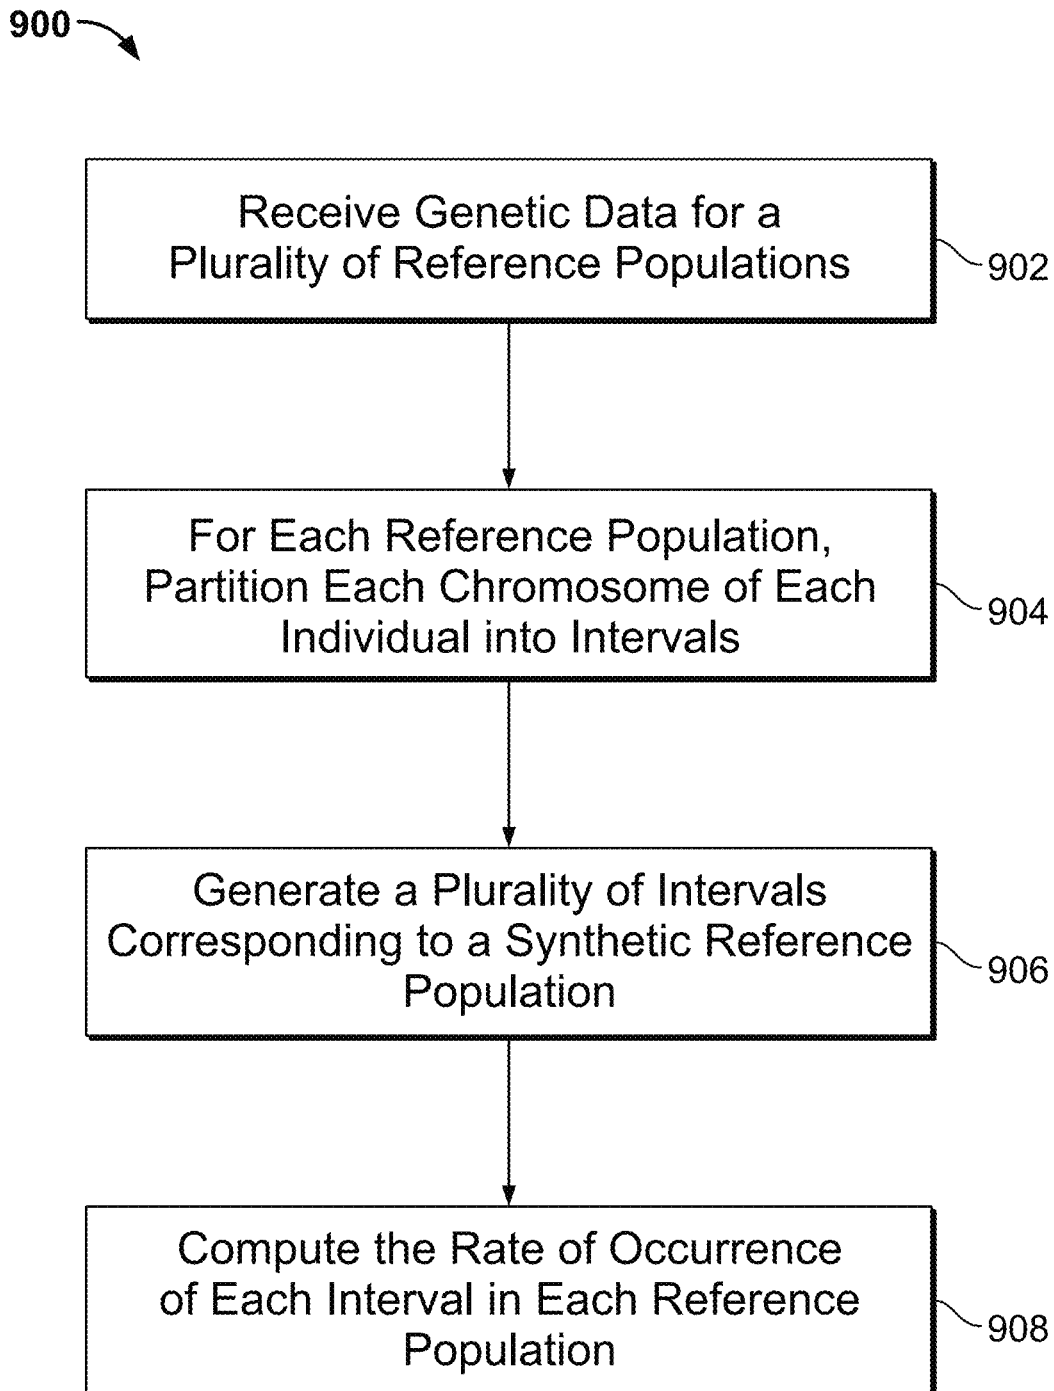 900
Receive Genetic Data for a
Plurality of Reference Populations
902
For Each Reference Population,
Partition Each Chromosome of Each
Individual into Intervals
904
Generate a Plurality of Intervals
Corresponding to a Synthetic Reference
Population
906
Compute the Rate of Occurrence
of Each Interval in Each Reference
Population
908